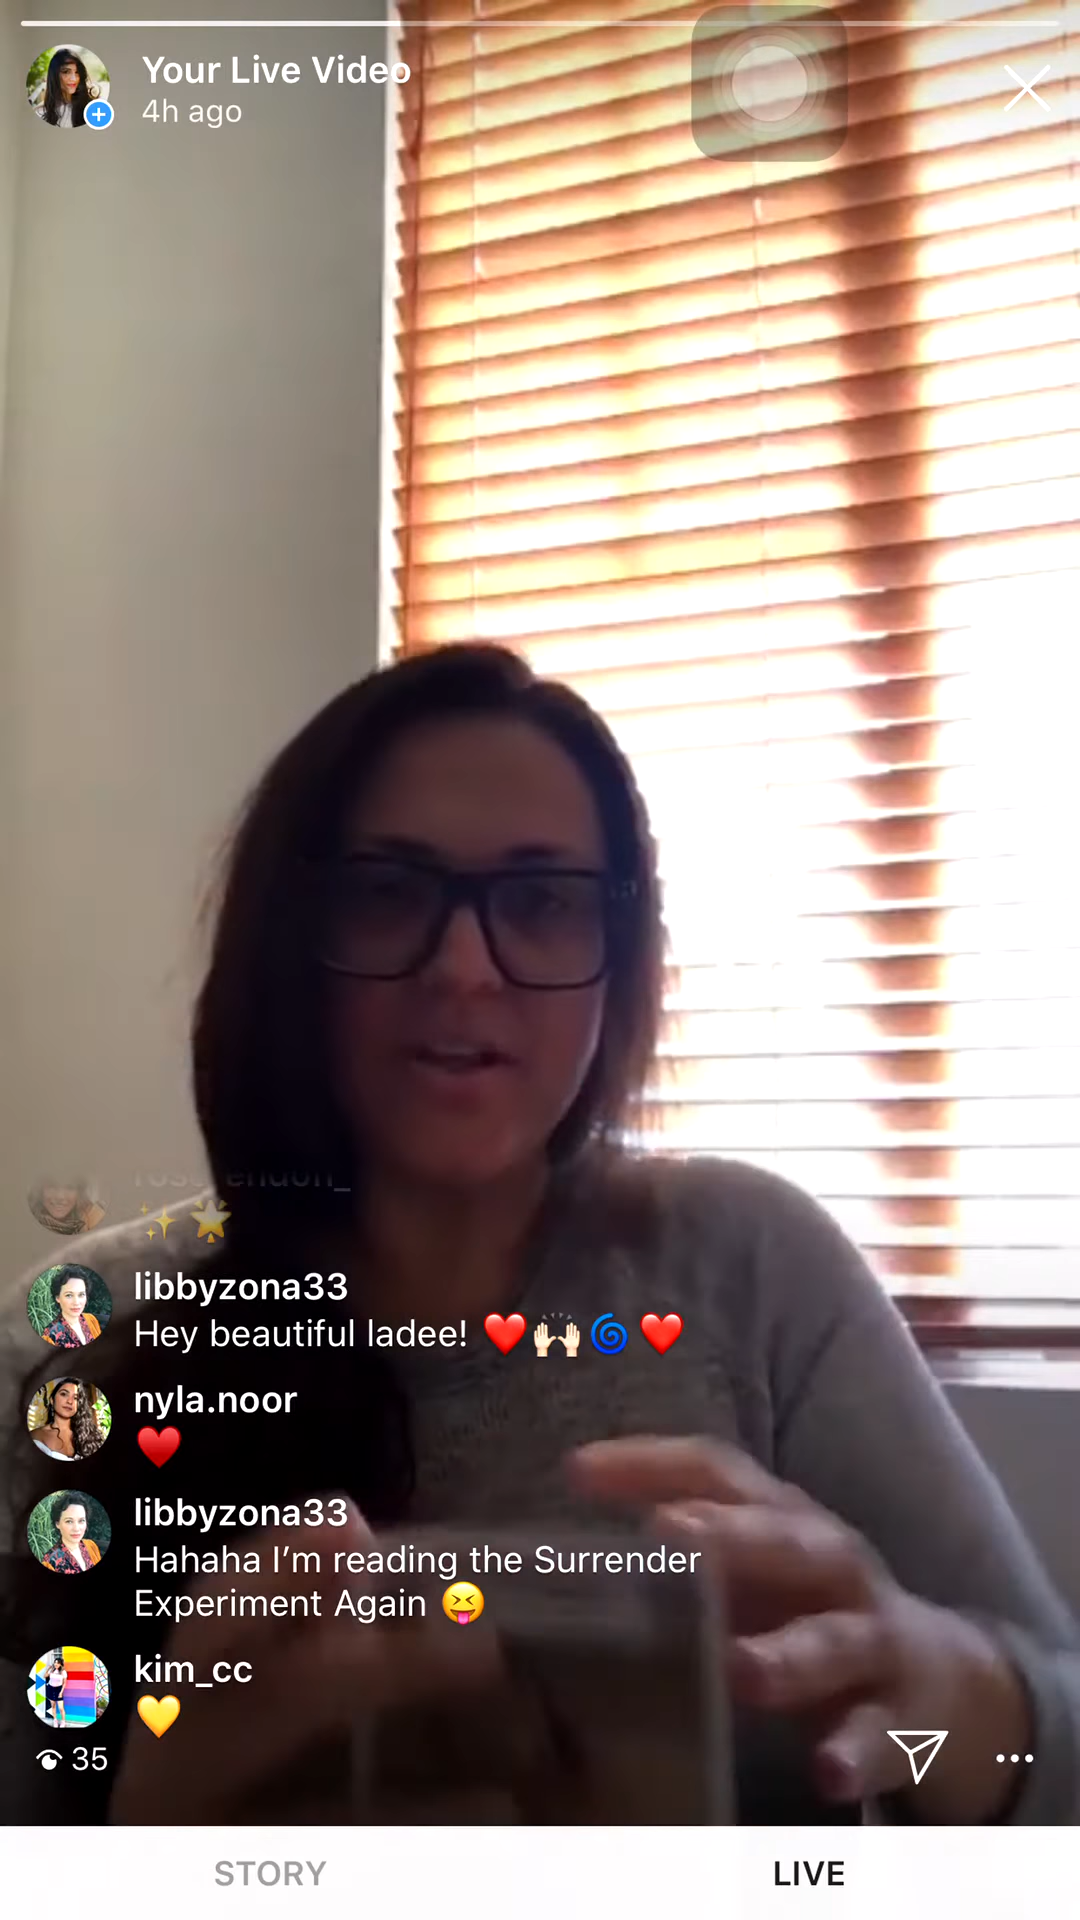 Your Live Video
4h ago
libbyzona33
Hey beautiful ladee! ❤️🙌🏻🌀❤️
nyla.noor
♥️
libbyzona33
Hahaha I’m reading the Surrender
Experiment Again 😝
kim_cc
💛
35
STORY
LIVE